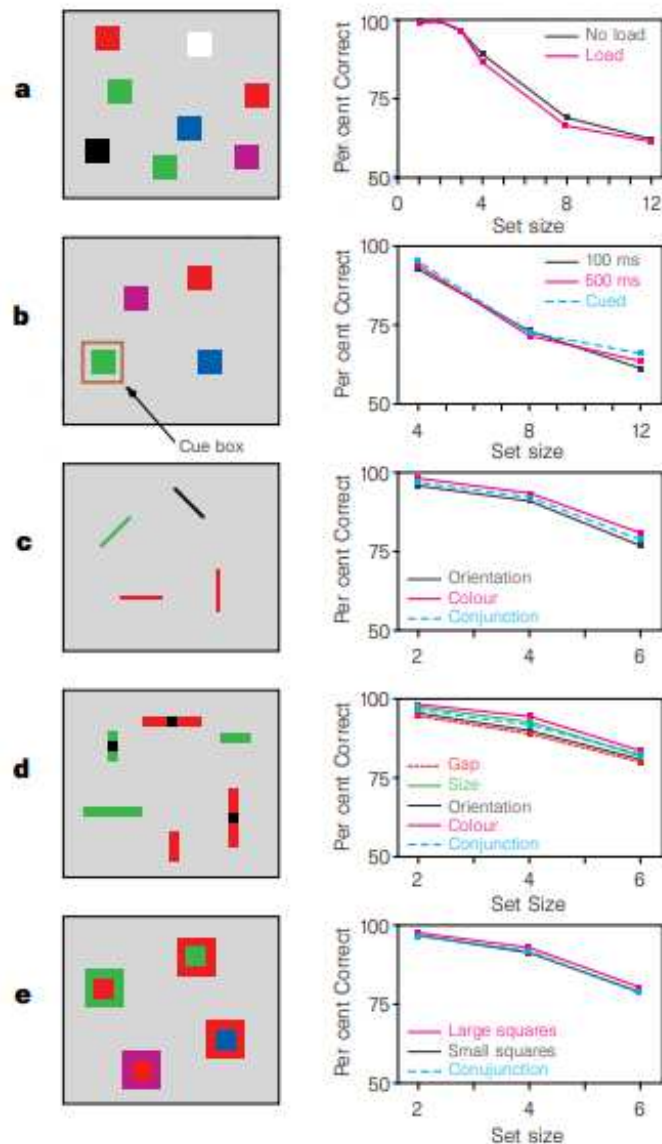 a
Per cent Correct
100
75
50
No load
Load
0
4
8
12
Set size
b
Cue box
Per cent Correct
100
75
50
100 ms
500 ms
Cued
4
8
12
Set size
c
Per cent Correct
100
75
50
Orientation
Colour
Conjunction
2
4
6
d
Per cent Correct
100
75
50
Gap
Size
Orientation
Colour
Conjunction
2
4
6
Set Size
e
Per cent Correct
100
75
50
Large squares
Small squares
Conujunction
2
4
6
Set size